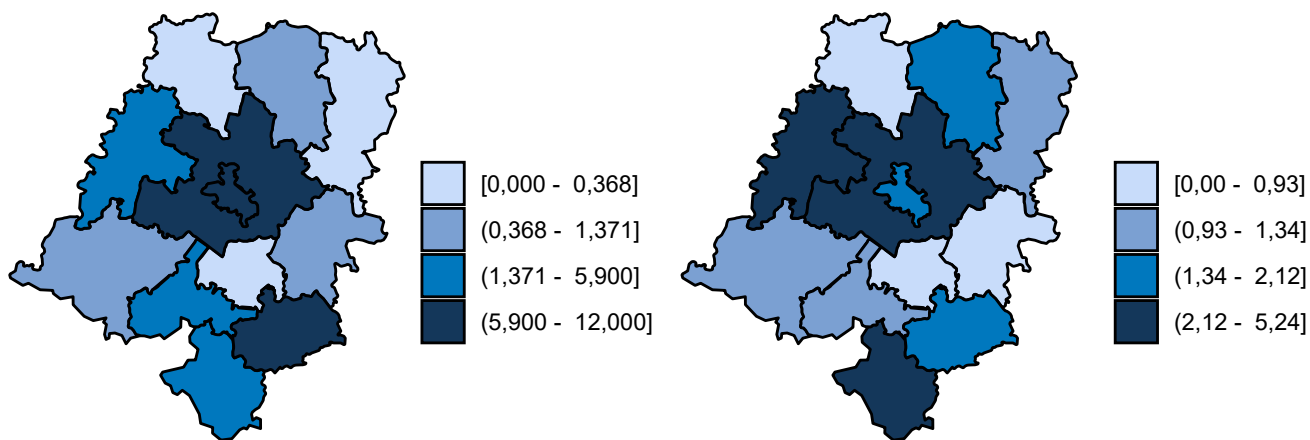 [0,000 - 0,368]
(0,368 - 1,371]
(1,371 - 5,900]
(5,900 - 12,000]
[0,00 - 0,93]
(0,93 - 1,34]
(1,34 - 2,12]
(2,12 - 5,24]